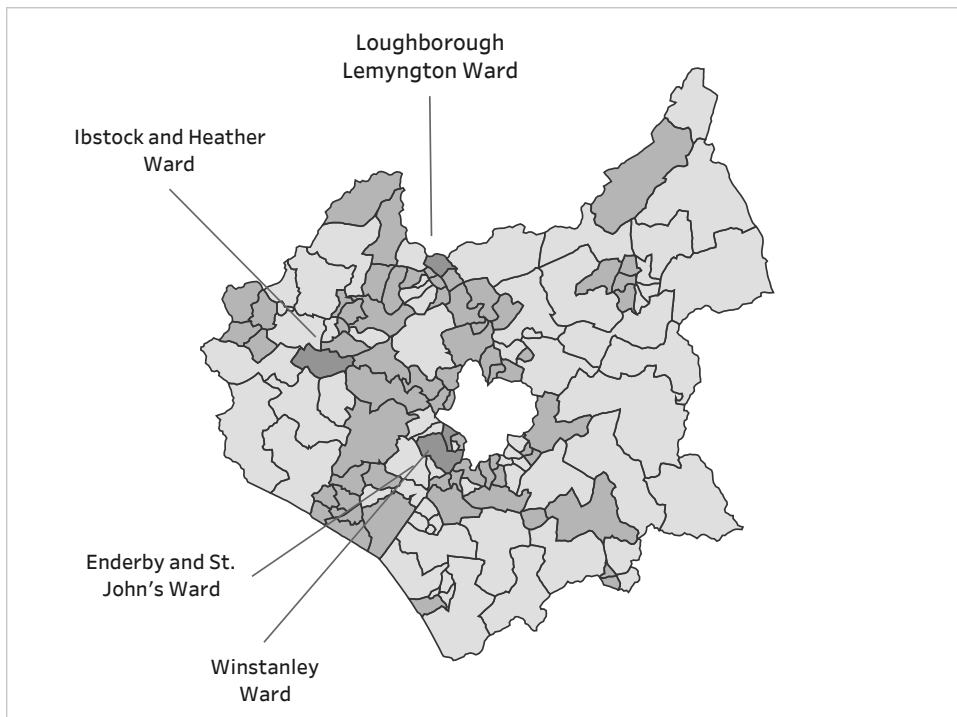 Loughborough
Lemyngton Ward
Ibstock and Heather
Ward
Enderby and St.
John's Ward
Winstanley
Ward